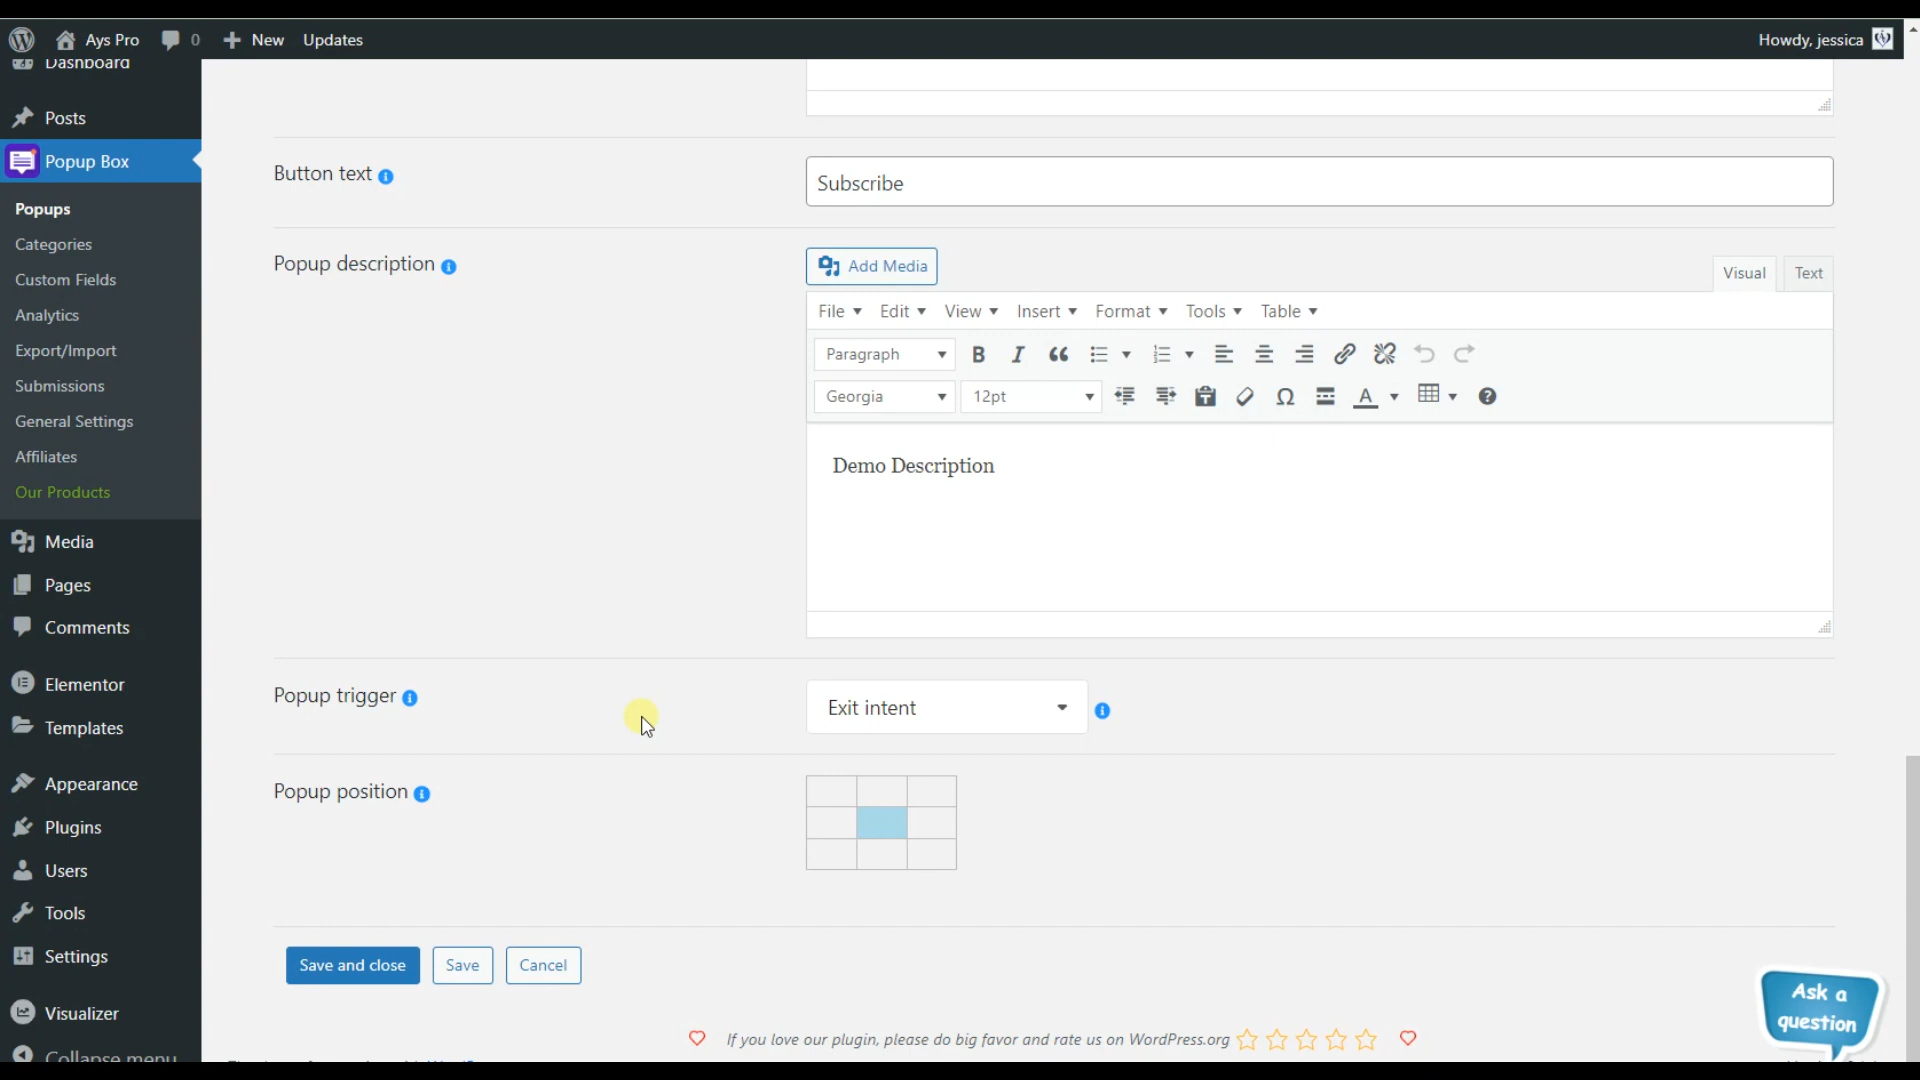 Ays Pro 0 New Updates Howdy, jessica
Dashboard
Posts
Popup Box
Popups
Categories
Custom Fields
Analytics
Export/Import
Submissions
General Settings
Affiliates
Our Products
Media
Pages
Comments
Elementor
Templates
Appearance
Plugins
Users
Tools
Settings
Visualizer
Collapse menu
Button text
Subscribe
Popup description
Add Media
Visual Text
File Edit View Insert Format Tools Table
Paragraph
Georgia 12pt
Demo Description
Popup trigger
Exit intent
Popup position
Save and close Save Cancel
If you love our plugin, please do big favor and rate us on WordPress.org
Ask a
question